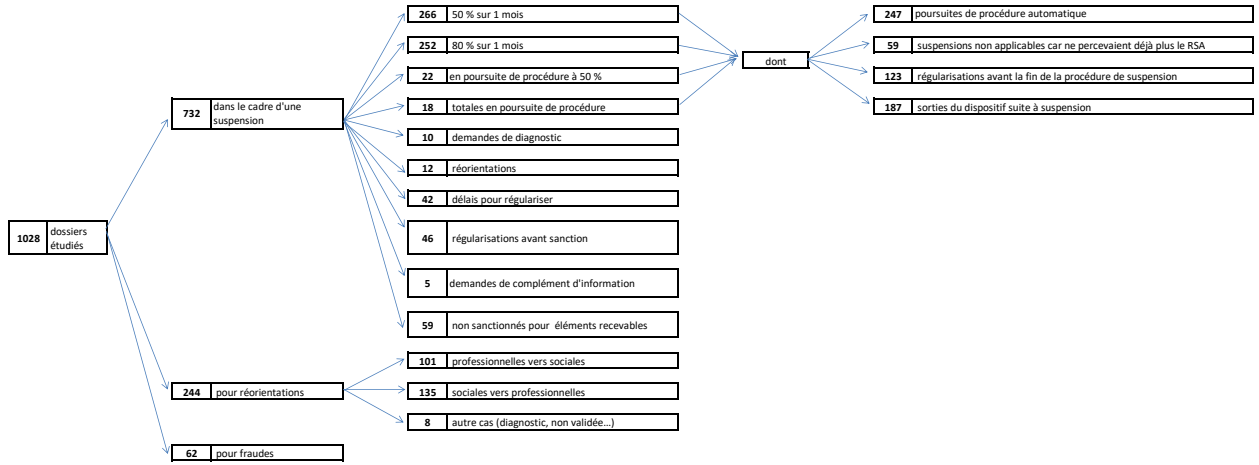 1028 dossiers
étudiés
732 dans le cadre d'une
suspension
266 50 % sur 1 mois
252 80 % sur 1 mois
22 en poursuite de procédure à 50 %
18 totales en poursuite de procédure
10 demandes de diagnostic
12 réorientations
42 délais pour régulariser
46 régularisations avant sanction
5 demandes de complément d'information
59 non sanctionnés pour éléments recevables
dont
247 poursuites de procédure automatique
59 suspensions non applicables car ne percevaient déjà plus le RSA
123 régularisations avant la fin de la procédure de suspension
187 sorties du dispositif suite à suspension
244 pour réorientations
101 professionnelles vers sociales
135 sociales vers professionnelles
8 autre cas (diagnostic, non validée...)
62 pour fraudes